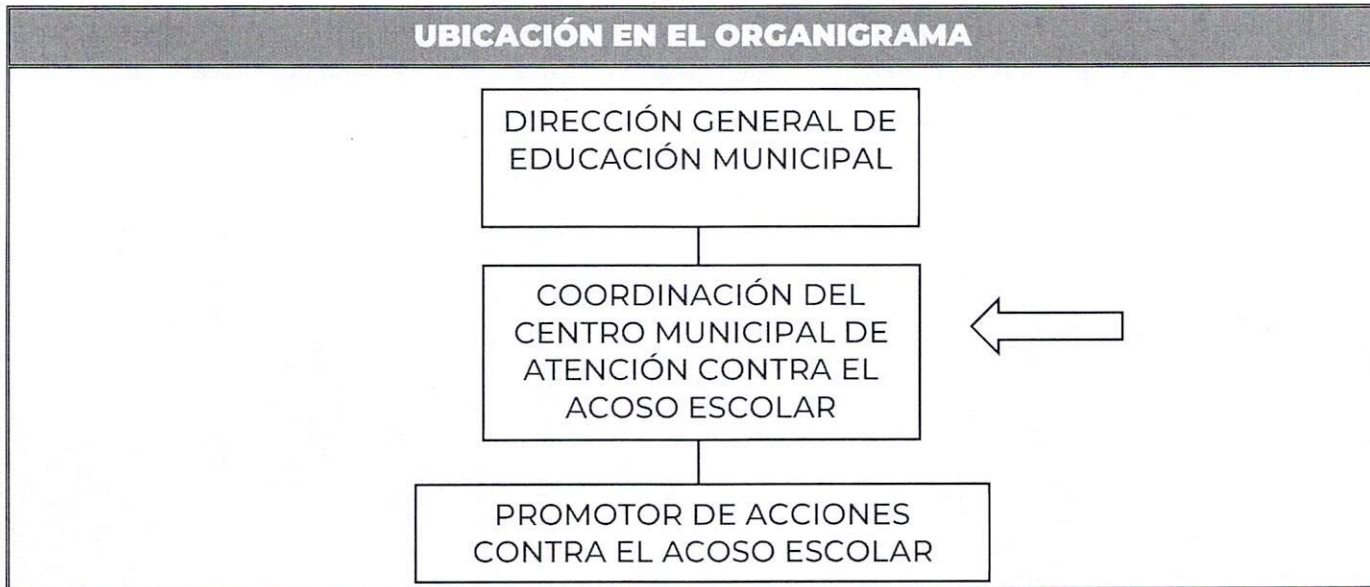 UBICACIÓN EN EL ORGANIGRAMA
DIRECCIÓN GENERAL DE
EDUCACIÓN MUNICIPAL
COORDINACIÓN DEL
CENTRO MUNICIPAL DE
ATENCIÓN CONTRA EL
ACOSO ESCOLAR
PROMOTOR DE ACCIONES
CONTRA EL ACOSO ESCOLAR